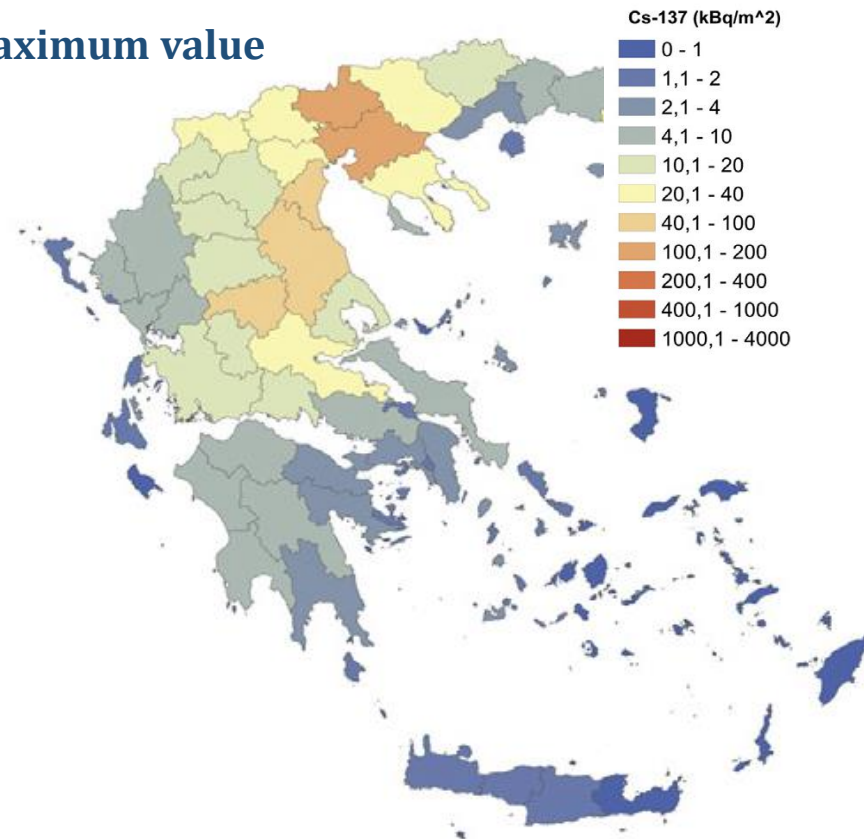 aximum value
Cs-137 (kBq/m^2)
0 - 1
1,1 - 2
2,1 - 4
4,1 - 10
10,1 - 20
20,1 - 40
40,1 - 100
100,1 - 200
200,1 - 400
400,1 - 1000
1000,1 - 4000